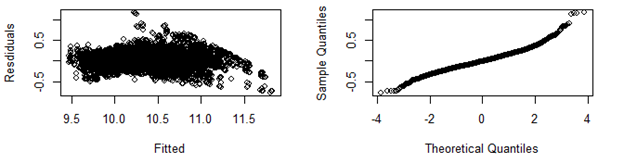 Resdiduals
0.5
-0.5
9.5 10.0 10.5 11.0 11.5
Fitted
Sample Quantiles
0.5
-0.5
-4 -2 0 2 4
Theoretical Quantiles